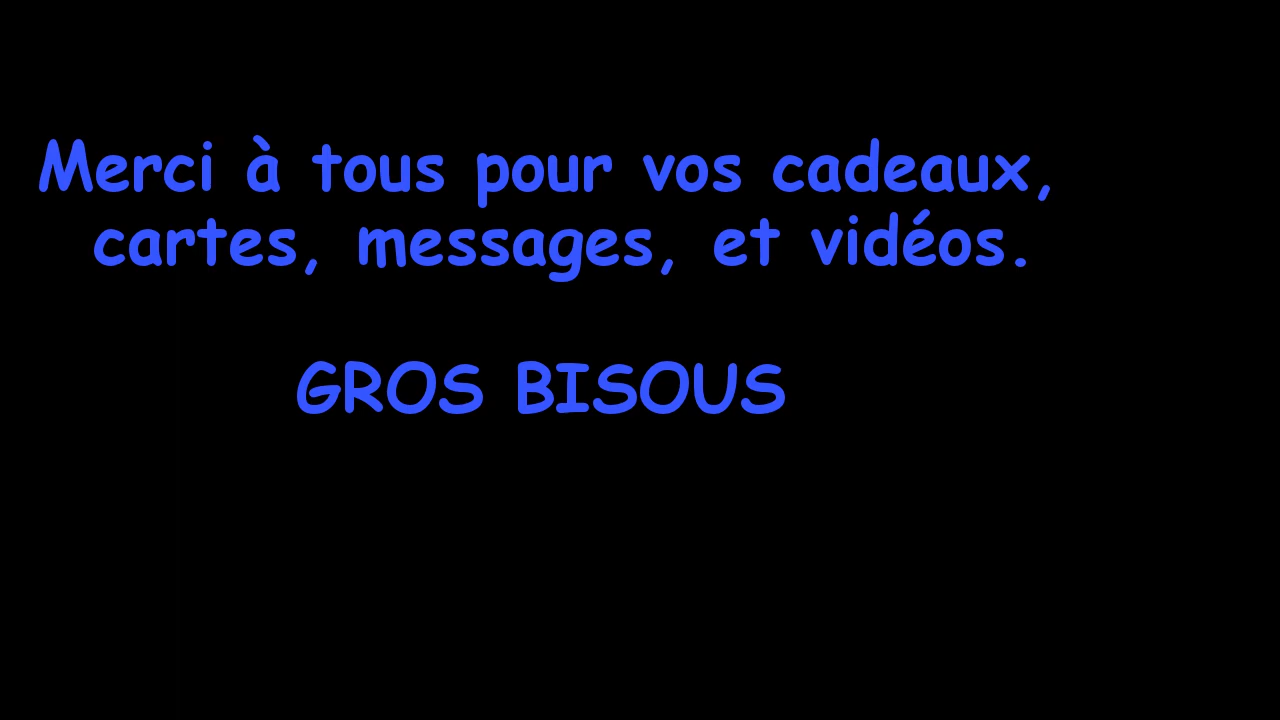 Merci à tous pour vos cadeaux,
cartes, messages, et vidéos.
GROS BISOUS